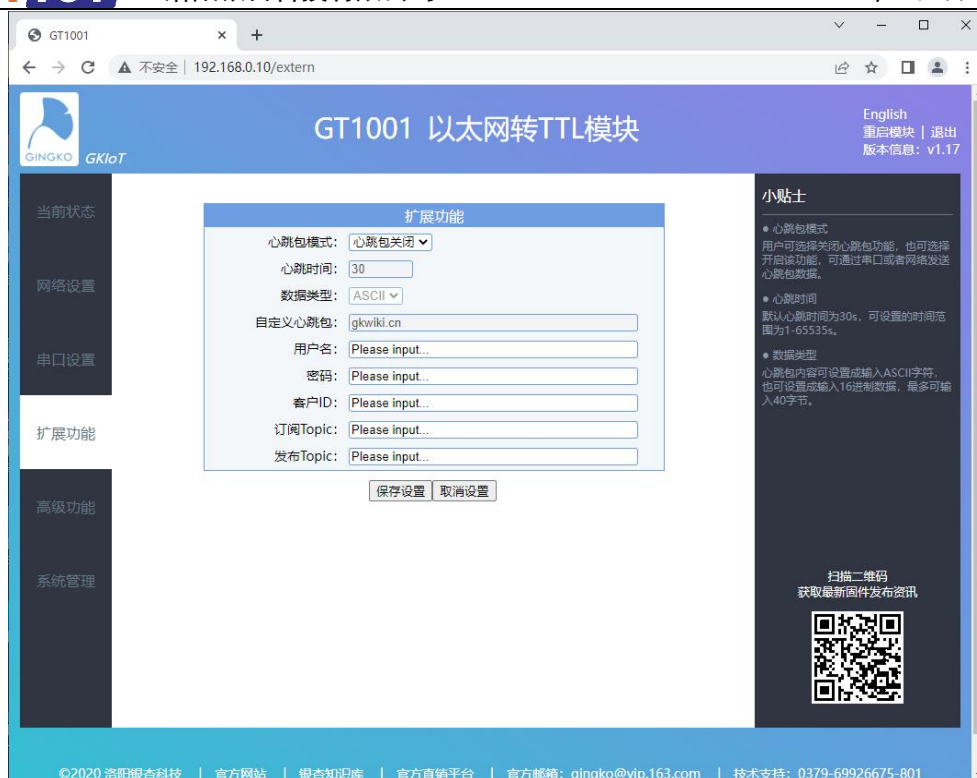 GT1001
不安全 | 192.168.0.10/extern
GINGKO GKIoT
GT1001 以太网转TTL模块
English
重启模块 | 退出
版本信息：v1.17
当前状态
网络设置
串口设置
扩展功能
高级功能
系统管理
扩展功能
心跳包模式： 心跳包关闭
心跳时间： 30
数据类型： ASCII
自定义心跳包： gkwiki.cn
用户名： Please input...
密码： Please input...
客户ID： Please input...
订阅Topic： Please input...
发布Topic： Please input...
保存设置 取消设置
小贴士
● 心跳包模式
用户可选择关闭心跳包功能，也可选择
开启该功能，可通过串口或者网络发送
心跳包数据。
● 心跳时间
默认心跳时间为30s，可设置的时间范
围为1-65535s。
● 数据类型
心跳包内容可设置成输入ASCII字符，
也可设置成输入16进制数据，最多可输
入40字节。
扫描二维码
获取最新固件发布资讯
©2020 洛阳银杏科技 | 官方网站 | 银杏知识库 | 官方直销平台 | 官方邮箱：gingko@vip.163.com | 技术支持：0379-69926675-801